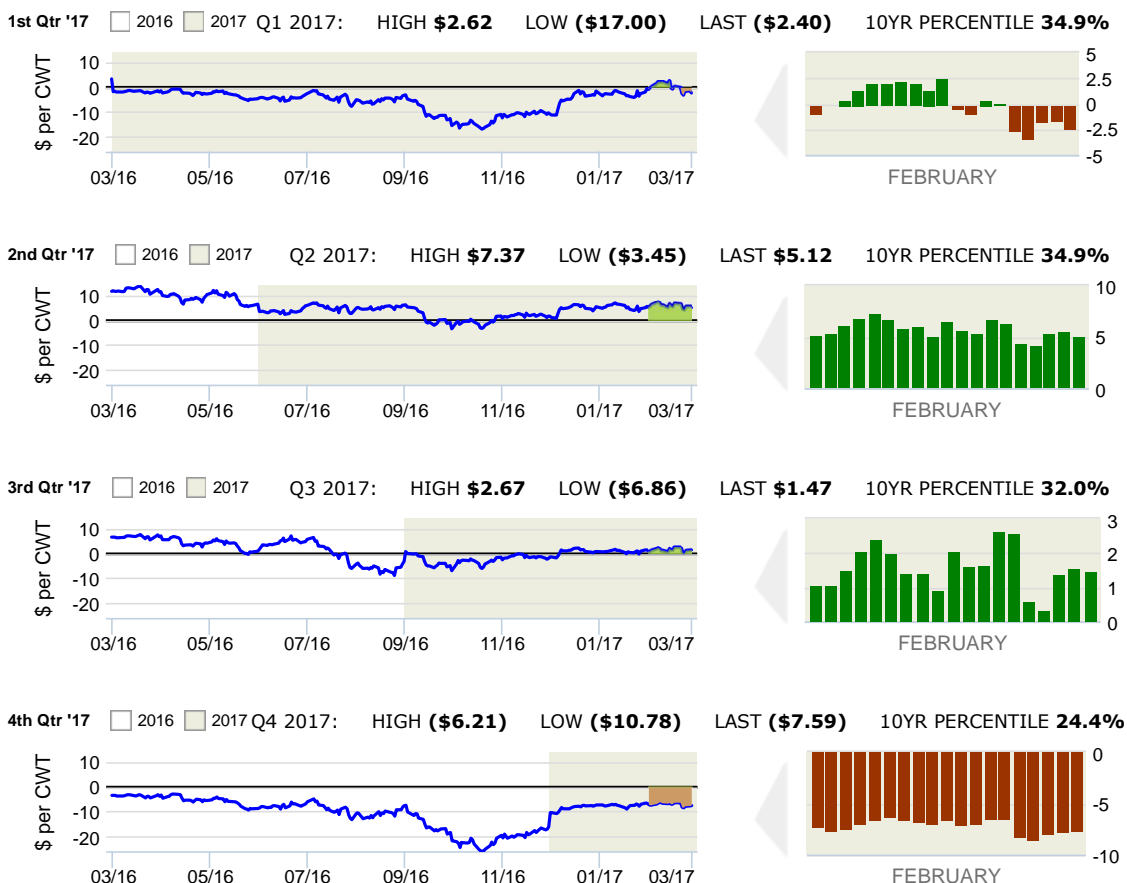 1st Qtr '17 2016 2017 Q1 2017: HIGH $2.62 LOW ($17.00) LAST ($2.40) 10YR PERCENTILE 34.9%
$ per CWT
10
0
-10
-20
03/16 05/16 07/16 09/16 11/16 01/17 03/17
5
2.5
0
-2.5
-5
FEBRUARY
2nd Qtr '17 2016 2017 Q2 2017: HIGH $7.37 LOW ($3.45) LAST $5.12 10YR PERCENTILE 34.9%
$ per CWT
10
0
-10
-20
03/16 05/16 07/16 09/16 11/16 01/17 03/17
10
5
0
FEBRUARY
3rd Qtr '17 2016 2017 Q3 2017: HIGH $2.67 LOW ($6.86) LAST $1.47 10YR PERCENTILE 32.0%
$ per CWT
10
0
-10
-20
03/16 05/16 07/16 09/16 11/16 01/17 03/17
3
2
1
0
FEBRUARY
4th Qtr '17 2016 2017 Q4 2017: HIGH ($6.21) LOW ($10.78) LAST ($7.59) 10YR PERCENTILE 24.4%
$ per CWT
10
0
-10
-20
03/16 05/16 07/16 09/16 11/16 01/17 03/17
0
-5
-10
FEBRUARY